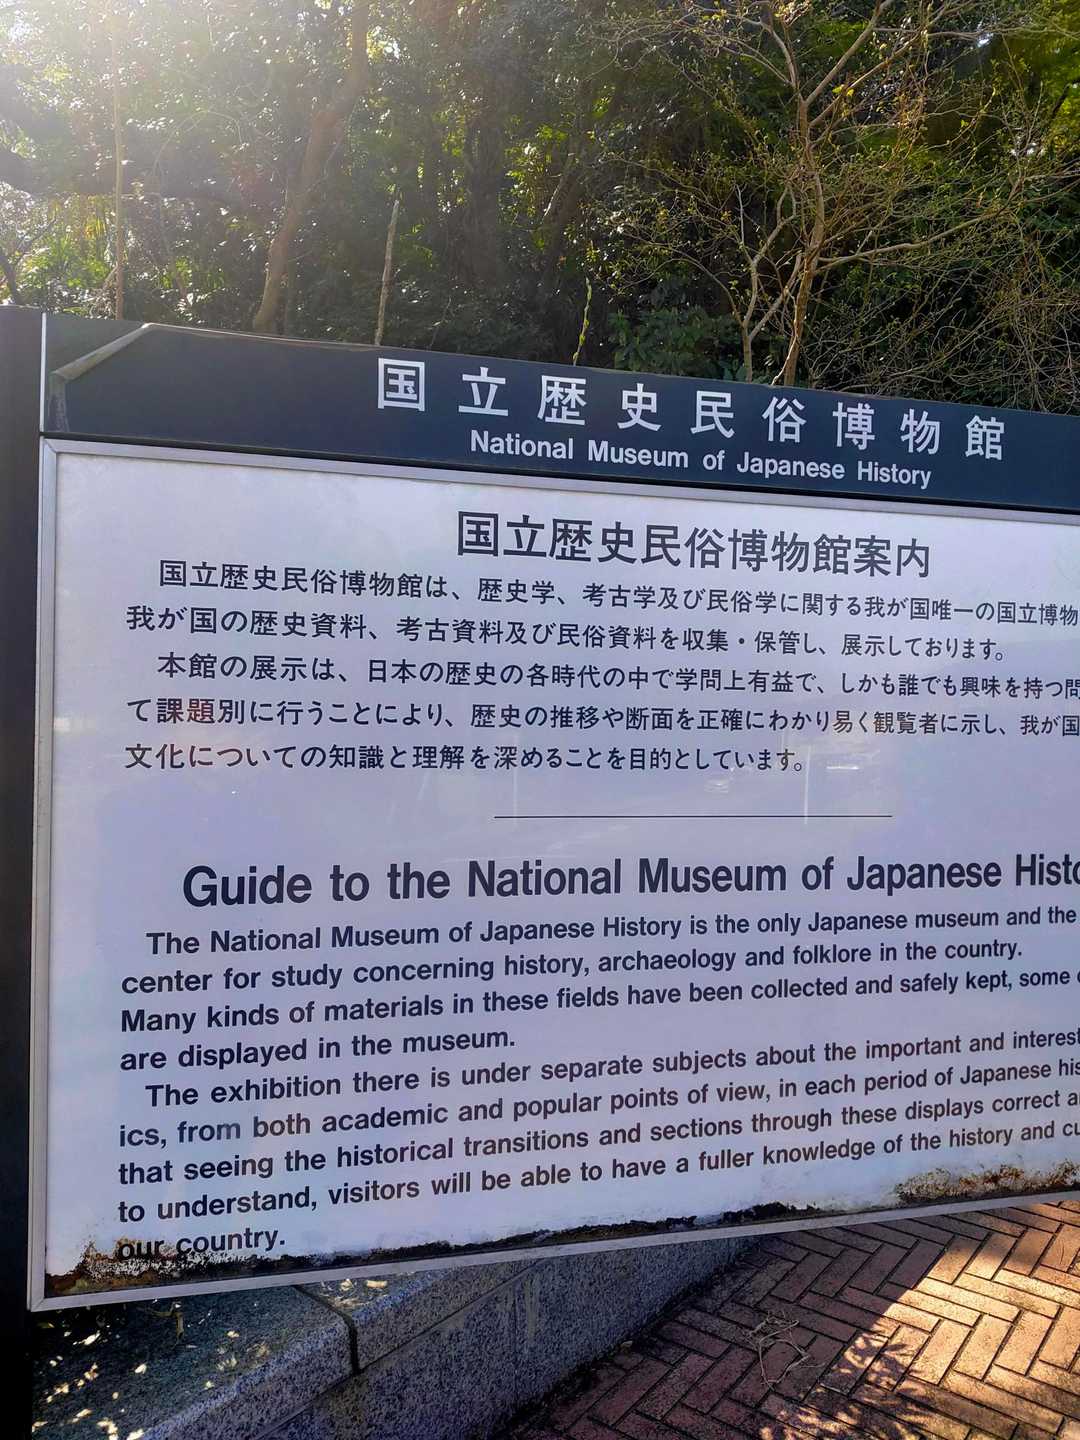 国立歴史民俗博物館
National Museum of Japanese History
国立歴史民俗博物館案内
国立歴史民俗博物館は、歴史学、考古学及び民俗学に関する我が国唯一の国立博物
我が国の歴史資料、考古資料及び民俗資料を収集・保管し、展示しております。
本館の展示は、日本の歴史の各時代の中で学問上有益で、しかも誰でも興味を持つ問
て課題別に行うことにより、歴史の推移や断面を正確にわかり易く観覧者に示し、我が国
文化についての知識と理解を深めることを目的としています。
Guide to the National Museum of Japanese Histo
The National Museum of Japanese History is the only Japanese museum and the
center for study concerning history, archaeology and folklore in the country.
Many kinds of materials in these fields have been collected and safely kept, some
are displayed in the museum.
The exhibition there is under separate subjects about the important and interest
ics, from both academic and popular points of view, in each period of Japanese his
that seeing the historical transitions and sections through these displays correct a
to understand, visitors will be able to have a fuller knowledge of the history and cu
our country.